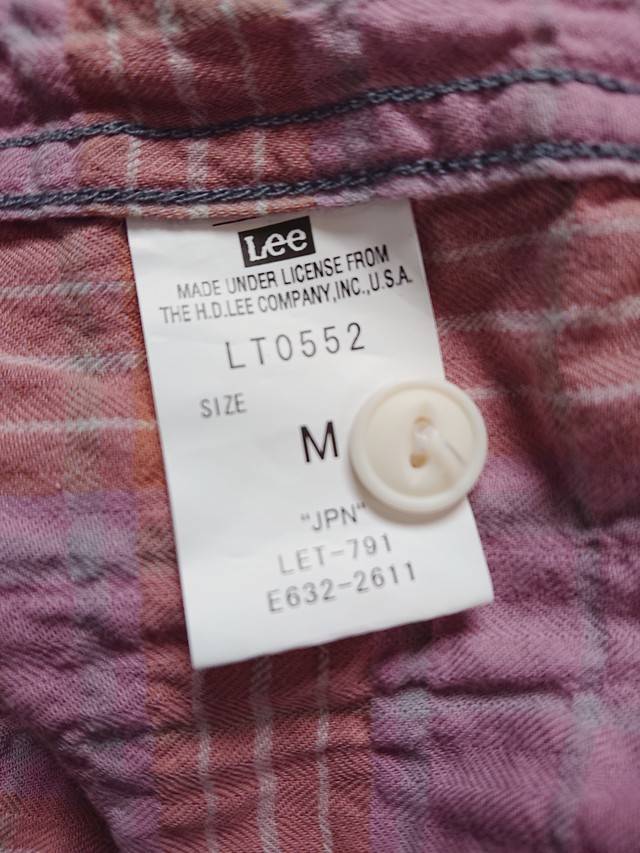 Lee
MADE UNDER LICENSE FROM
THE H.D.LEE COMPANY,INC.,U.S.A.
LT0552
SIZE
M
"JPN"
LET-791
E632-2611